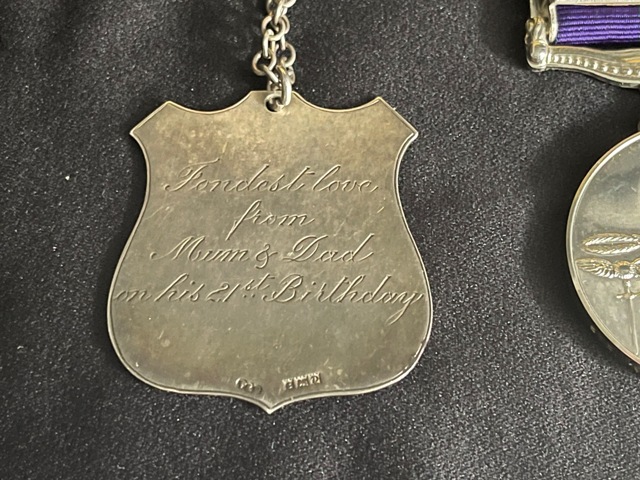 Fondest love
from
Mum & Dad
on his 21st Birthday